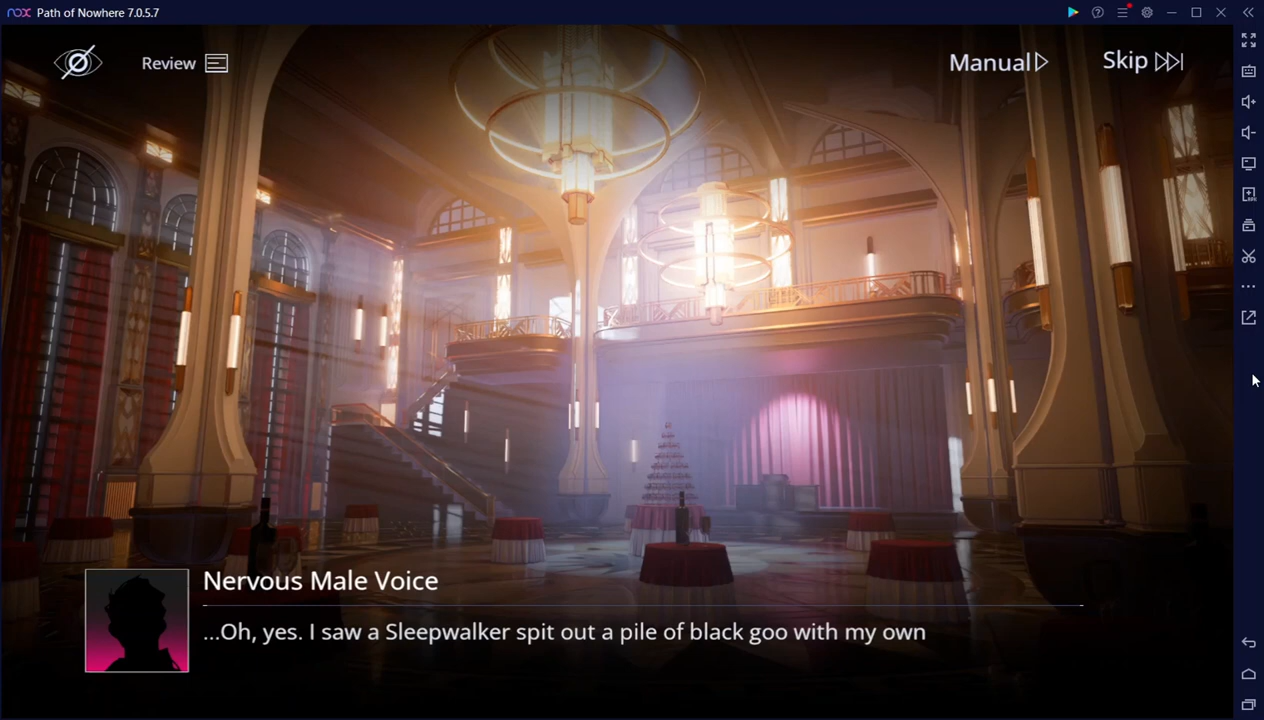 nox Path of Nowhere 7.0.5.7
Review
Manual
Skip
Nervous Male Voice
...Oh, yes. I saw a Sleepwalker spit out a pile of black goo with my own